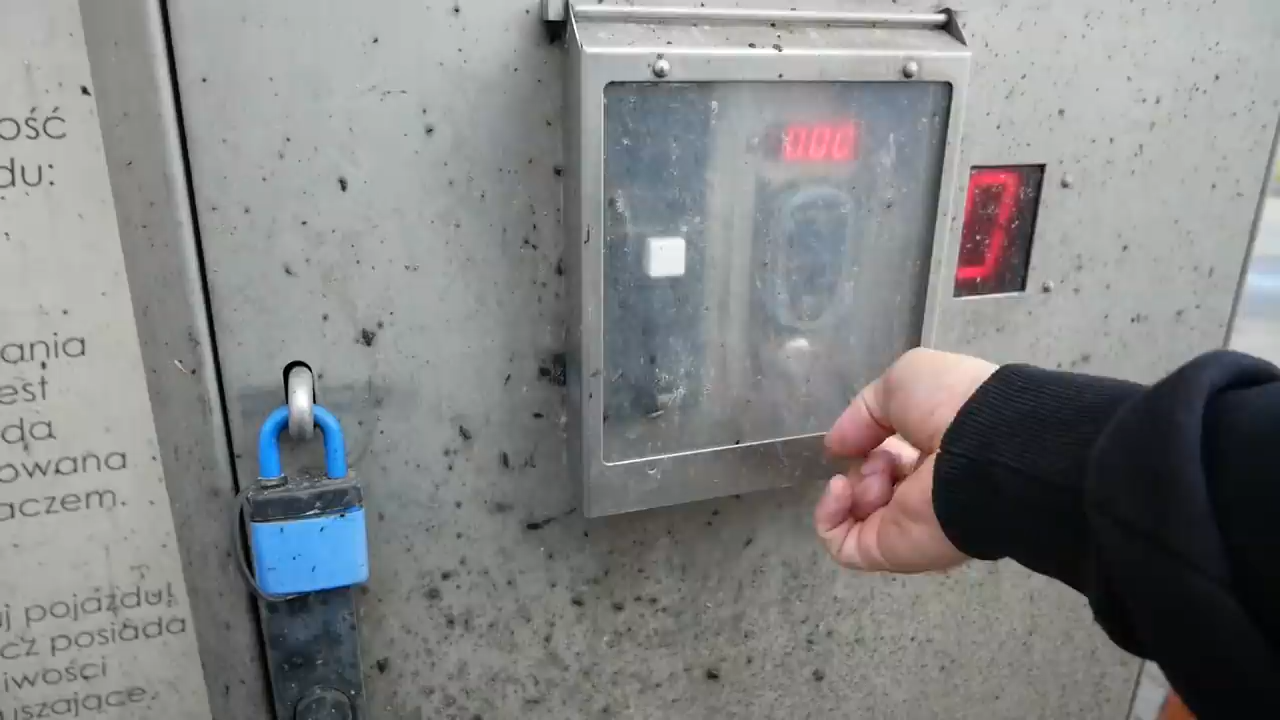 ość
du:
ania
est
da
owana
aczem.
j pojazdu!
cz posiada
iwości
uszające.
000